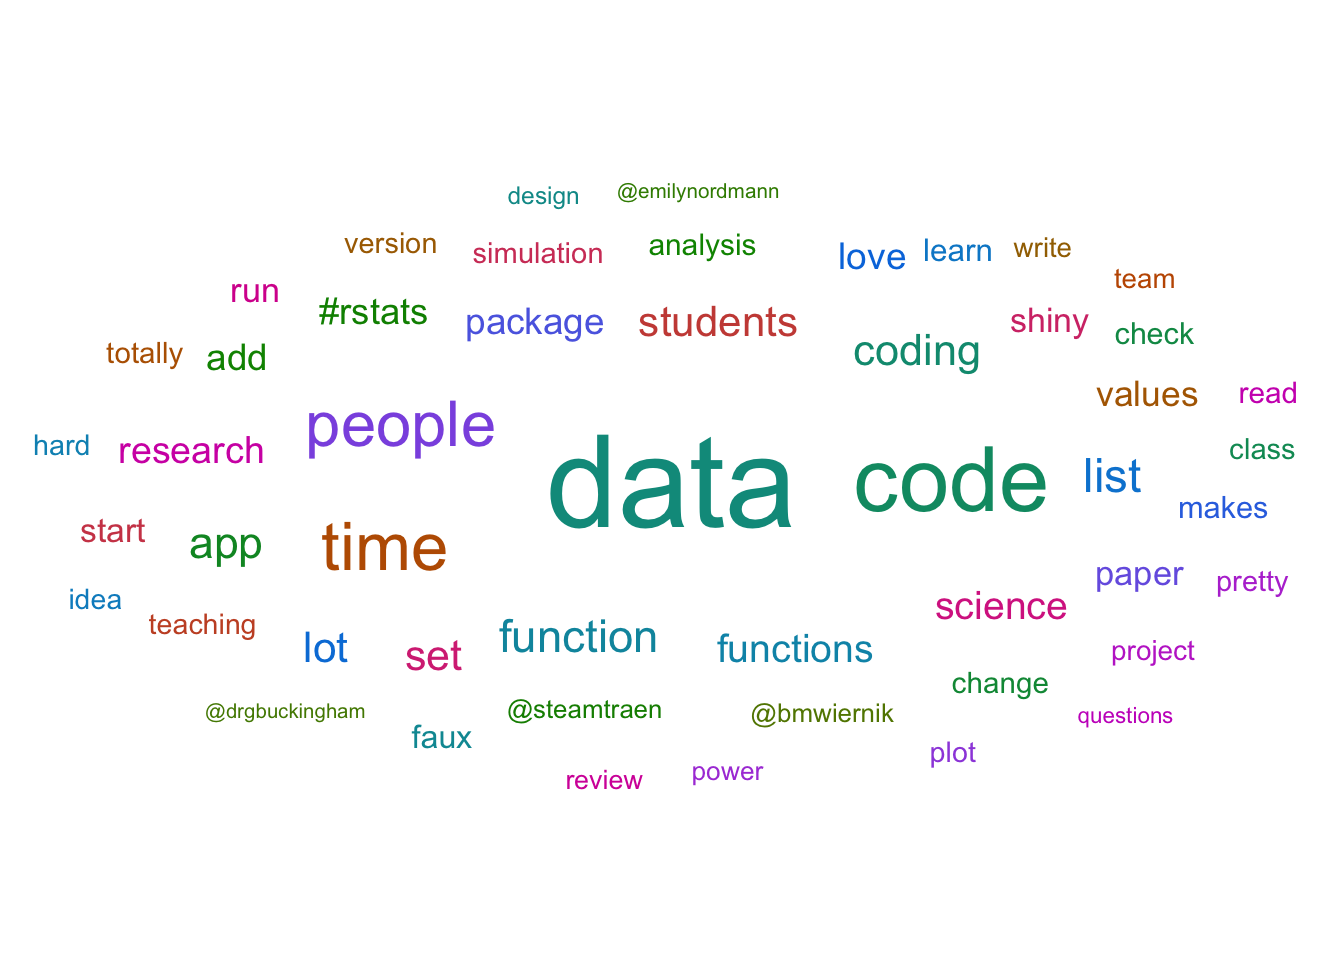 design
@emilynordmann
version
simulation
analysis
love
learn
write
team
run
#rstats
package
students
shiny
check
totally
add
coding
values
read
people
hard
research
data
code
list
class
makes
start
app
time
paper
pretty
idea
teaching
science
lot
set
function
functions
project
change
@drgbuckingham
@steamtraen
@bmwiernik
questions
faux
plot
review
power